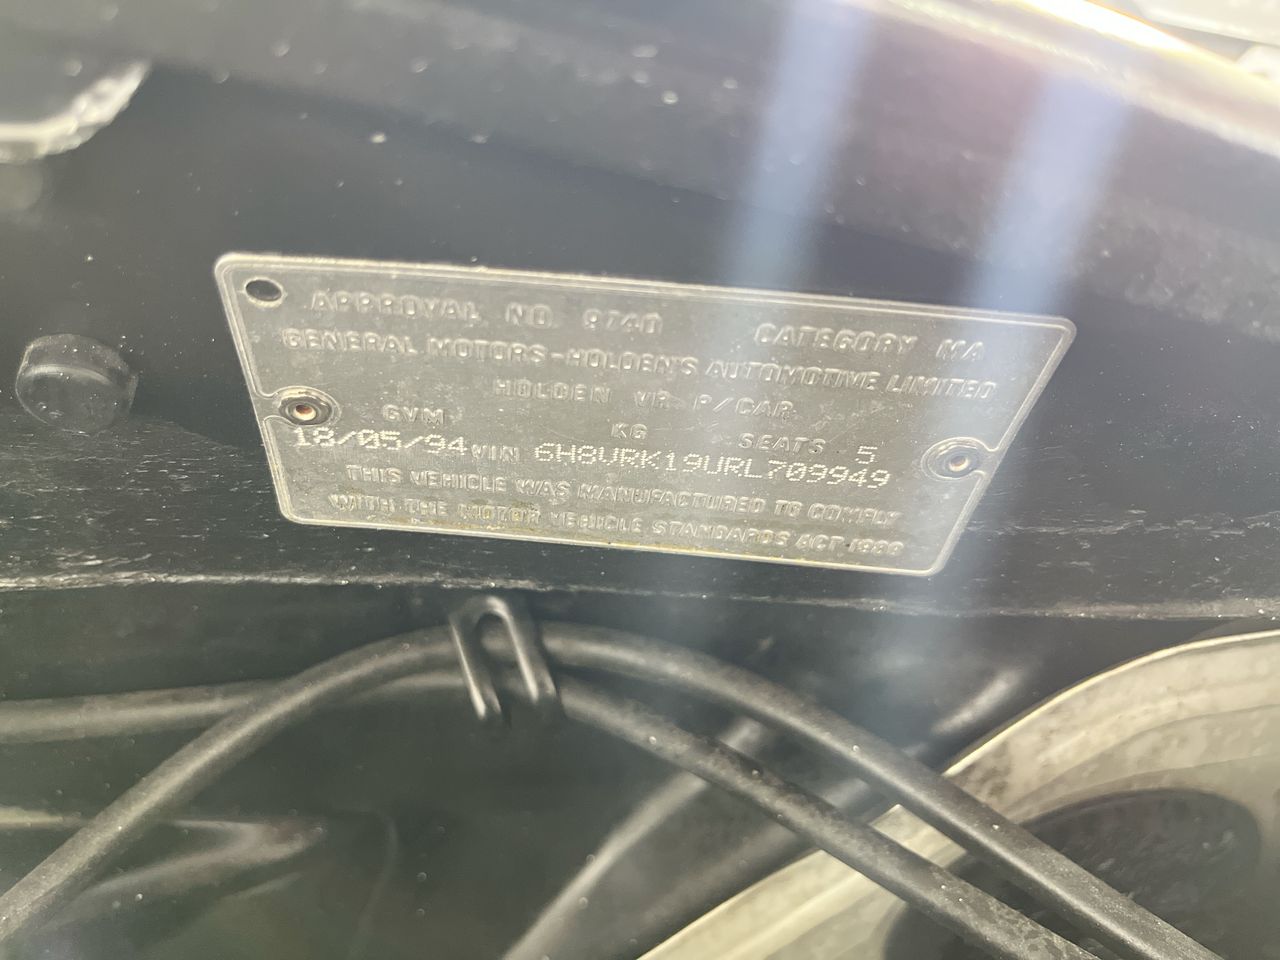 APPROVAL NO 9740 CATEGORY MA
GENERAL MOTORS-HOLDEN'S AUTOMOTIVE LIMITED
HOLDEN VR P/CAR
GVM KG SEATS 5
18/05/94 VIN 6H8VRK19URL709949
THIS VEHICLE WAS MANUFACTURED TO COMPLY
WITH THE MOTOR VEHICLE STANDARDS ACT 1989